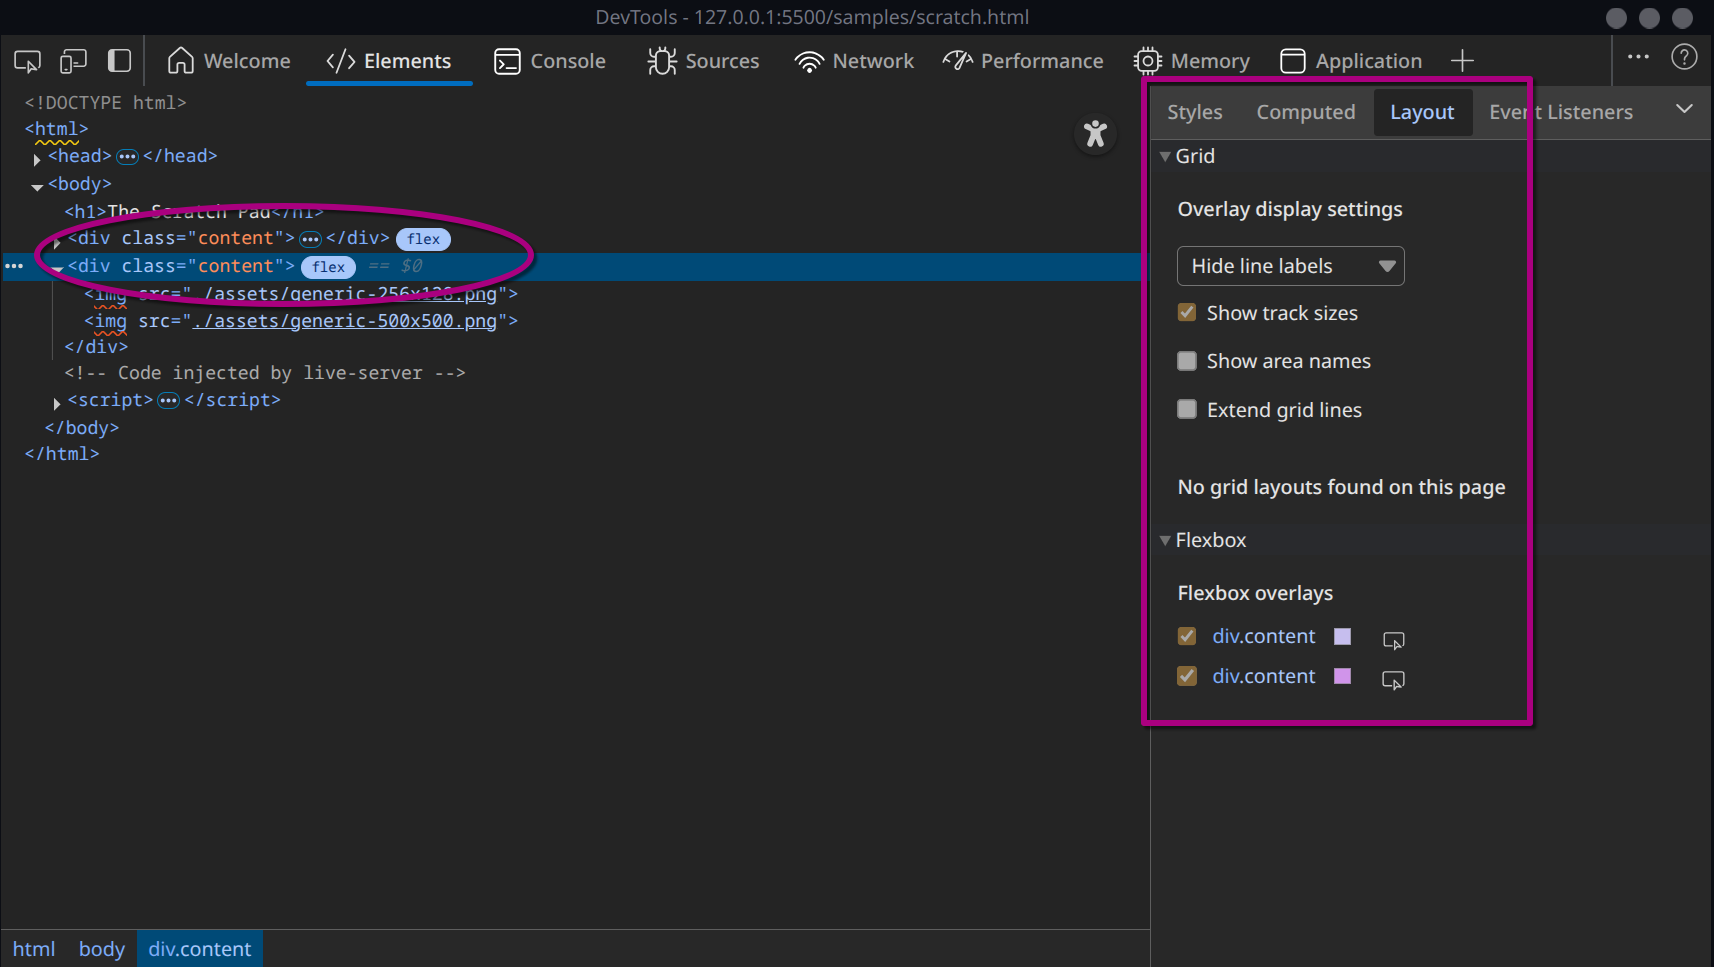 DevTools - 127.0.0.1:5500/samples/scratch.html
Welcome </> Elements Console Sources Network Performance Memory Application
<!DOCTYPE html>
<html>
<head> ••• </head>
<body>
<h1>The Scratch Pad</h1>
<div class="content"> ••• </div> flex
••• <div class="content"> flex == $0
<img src="./assets/generic-256x128.png">
<img src="./assets/generic-500x500.png">
</div>
<!-- Code injected by live-server -->
<script> ••• </script>
</body>
</html>
html body div.content
Styles Computed Layout Event Listeners
Grid
Overlay display settings
Hide line labels
Show track sizes
Show area names
Extend grid lines
No grid layouts found on this page
Flexbox
Flexbox overlays
div.content
div.content